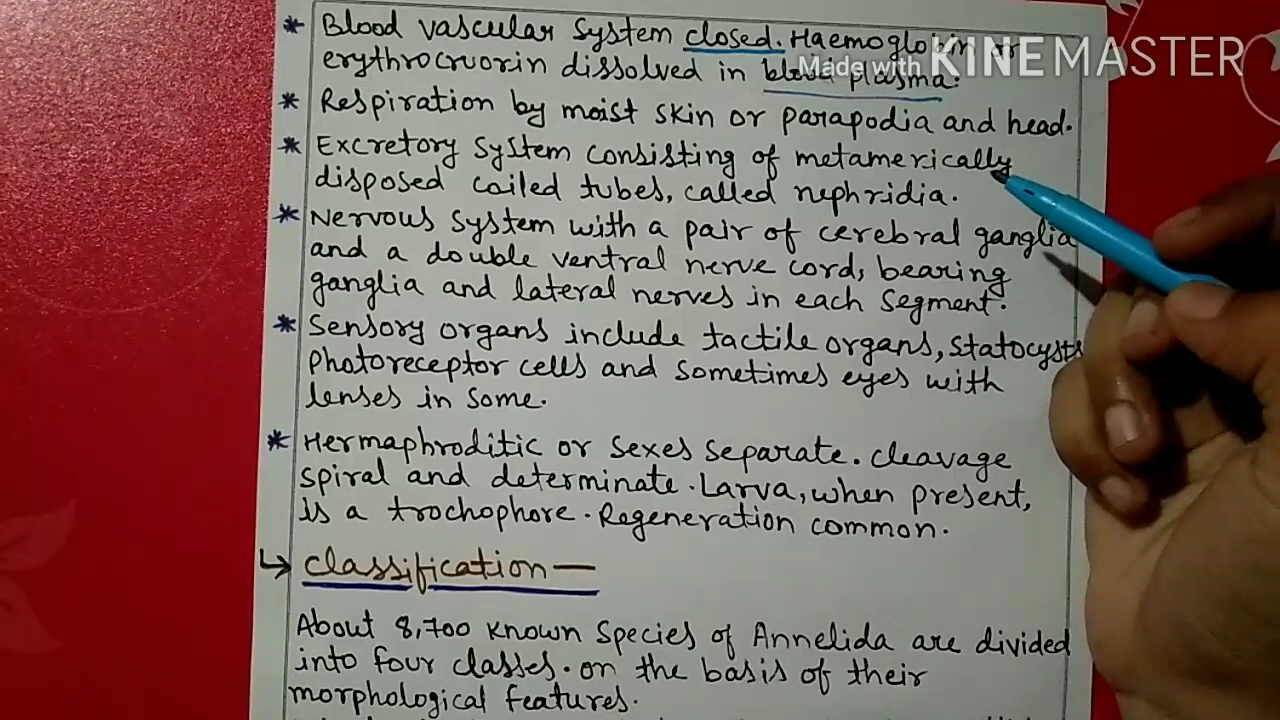 * Blood vascular system closed. Haemoglobin or
erythrocruorin dissolved in blood plasma.
Made with KINEMASTER
* Respiration by moist skin or parapodia and head.
* Excretory system consisting of metamerically
disposed coiled tubes, called nephridia.
* Nervous system with a pair of cerebral ganglia
and a double ventral nerve cord, bearing
ganglia and lateral nerves in each segment.
* Sensory organs include tactile organs, statocysts
Photoreceptor cells and sometimes eyes with
lenses in some.
* Hermaphroditic or sexes separate. cleavage
spiral and determinate. Larva, when present,
is a trochophore. Regeneration common.
↳ classification —
About 8,700 known species of Annelida are divided
into four classes. on the basis of their
morphological features.